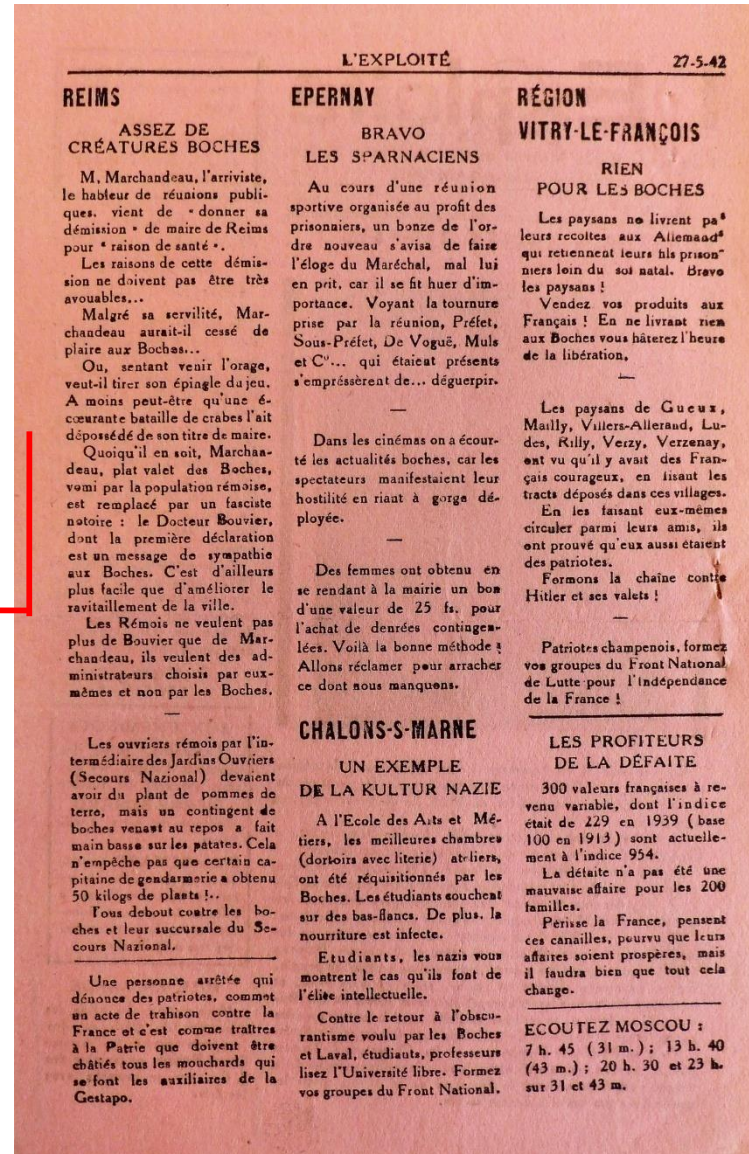 L'EXPLOITÉ 27-5-42
REIMS
ASSEZ DE
CRÉATURES BOCHES
M. Marchandeau, l'arriviste,
le hableur de réunions publi-
ques, vient de " donner sa
démission " de maire de Reims
pour " raison de santé ".
Les raisons de cette démis-
sion ne doivent pas être très
avouables...
Malgré sa servilité, Mar-
chandeau aurait-il cessé de
plaire aux Boches...
Ou, sentant venir l'orage,
veut-il tirer son épingle du jeu.
A moins peut-être qu'une é-
cœurante bataille de crabes l'ait
dépossédé de son titre de maire.
Quoiqu'il en soit, Marchan-
deau, plat valet des Boches,
vomi par la population rémoise,
est remplacé par un fasciste
notoire : le Docteur Bouvier,
dont la première déclaration
est un message de sympathie
aux Boches. C'est d'ailleurs
plus facile que d'améliorer le
ravitaillement de la ville.
Les Rémois ne veulent pas
plus de Bouvier que de Mar-
chandeau, ils veulent des ad-
ministrateurs choisis par eux-
mêmes et non par les Boches.
Les ouvriers rémois par l'in-
termédiaire des Jardins Ouvriers
(Secours Nazional) devaient
avoir du plant de pommes de
terre, mais un contingent de
boches venant au repos a fait
main basse sur les patates. Cela
n'empêche pas que certain ca-
pitaine de gendarmerie a obtenu
50 kilogs de plants !..
Tous debout contre les bo-
ches et leur succursale du Se-
cours Nazional.
Une personne arrêtée qui
dénonce des patriotes, commet
un acte de trahison contre la
France et c'est comme traîtres
à la Patrie que doivent être
châtiés tous les mouchards qui
se font les auxiliaires de la
Gestapo.
EPERNAY
BRAVO
LES SPARNACIENS
Au cours d'une réunion
sportive organisée au profit des
prisonniers, un bonze de l'or-
dre nouveau s'avisa de faire
l'éloge du Maréchal, mal lui
en prit, car il se fit huer d'im-
portance. Voyant la tournure
prise par la réunion, Préfet,
Sous-Préfet, De Voguë, Muls
et Cie... qui étaient présents
s'empréssèrent de... déguerpir.
Dans les cinémas on a écour-
té les actualités boches, car les
spectateurs manifestaient leur
hostilité en riant à gorge dé-
ployée.
Des femmes ont obtenu en
se rendant à la mairie un bon
d'une valeur de 25 fs. pour
l'achat de denrées contingen-
lées. Voilà la bonne méthode !
Allons réclamer pour arracher
ce dont nous manquons.
CHALONS-S-MARNE
UN EXEMPLE
DE LA KULTUR NAZIE
A l'Ecole des Arts et Mé-
tiers, les meilleures chambres
(dortoirs avec literie) ateliers,
ont été réquisitionnés par les
Boches. Les étudiants couchent
sur des bas-flancs. De plus, la
nourriture est infecte.
Etudiants, les nazis vous
montrent le cas qu'ils font de
l'élite intellectuelle.
Contre le retour à l'obscu-
rantisme voulu par les Boches
et Laval, étudiants, professeurs
lisez l'Université libre. Formez
vos groupes du Front National.
RÉGION
VITRY-LE-FRANÇOIS
RIEN
POUR LES BOCHES
Les paysans ne livrent pas
leurs recoltes aux Allemands
qui retiennent leurs fils prison-
niers loin du sol natal. Bravo
les paysans !
Vendez vos produits aux
Français ! En ne livrant rien
aux Boches vous hâterez l'heure
de la libération.
Les paysans de Gueux,
Mailly, Villers-Allerand, Lu-
des, Rilly, Verzy, Verzenay,
ont vu qu'il y avait des Fran-
çais courageux, en lisant les
tracts déposés dans ces villages.
En les faisant eux-mêmes
circuler parmi leurs amis, ils
ont prouvé qu'eux aussi étaient
des patriotes.
Formons la chaîne contre
Hitler et ses valets !
Patriotes champenois, formez
vos groupes du Front National
de Lutte pour l'Indépendance
de la France !
LES PROFITEURS
DE LA DÉFAITE
300 valeurs françaises à re-
venu variable, dont l'indice
était de 229 en 1939 (base
100 en 1913) sont actuelle-
ment à l'indice 954.
La défaite n'a pas été une
mauvaise affaire pour les 200
familles.
Périsse la France, pensent
ces canailles, pourvu que leurs
affaires soient prospères, mais
il faudra bien que tout cela
change.
ECOUTEZ MOSCOU :
7 h. 45 (31 m.) ; 13 h. 40
(43 m.) ; 20 h. 30 et 23 h.
sur 31 et 43 m.